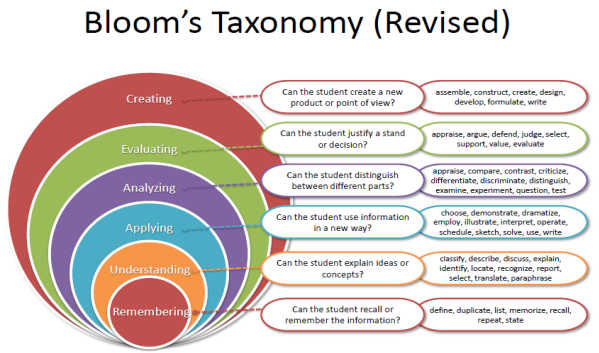 Bloom's Taxonomy (Revised)
Creating
Can the student create a new
product or point of view?
assemble, construct, create, design,
develop, formulate, write
Evaluating
Can the student justify a stand
or decision?
appraise, argue, defend, judge, select,
support, value, evaluate
Analyzing
Can the student distinguish
between different parts?
appraise, compare, contrast, criticize,
differentiate, discriminate, distinguish,
examine, experiment, question, test
Applying
Can the student use information
in a new way?
choose, demonstrate, dramatize,
employ, illustrate, interpret, operate,
schedule, sketch, solve, use, write
Understanding
Can the student explain ideas or
concepts?
classify, describe, discuss, explain,
identify, locate, recognize, report,
select, translate, paraphrase
Remembering
Can the student recall or
remember the information?
define, duplicate, list, memorize, recall,
repeat, state